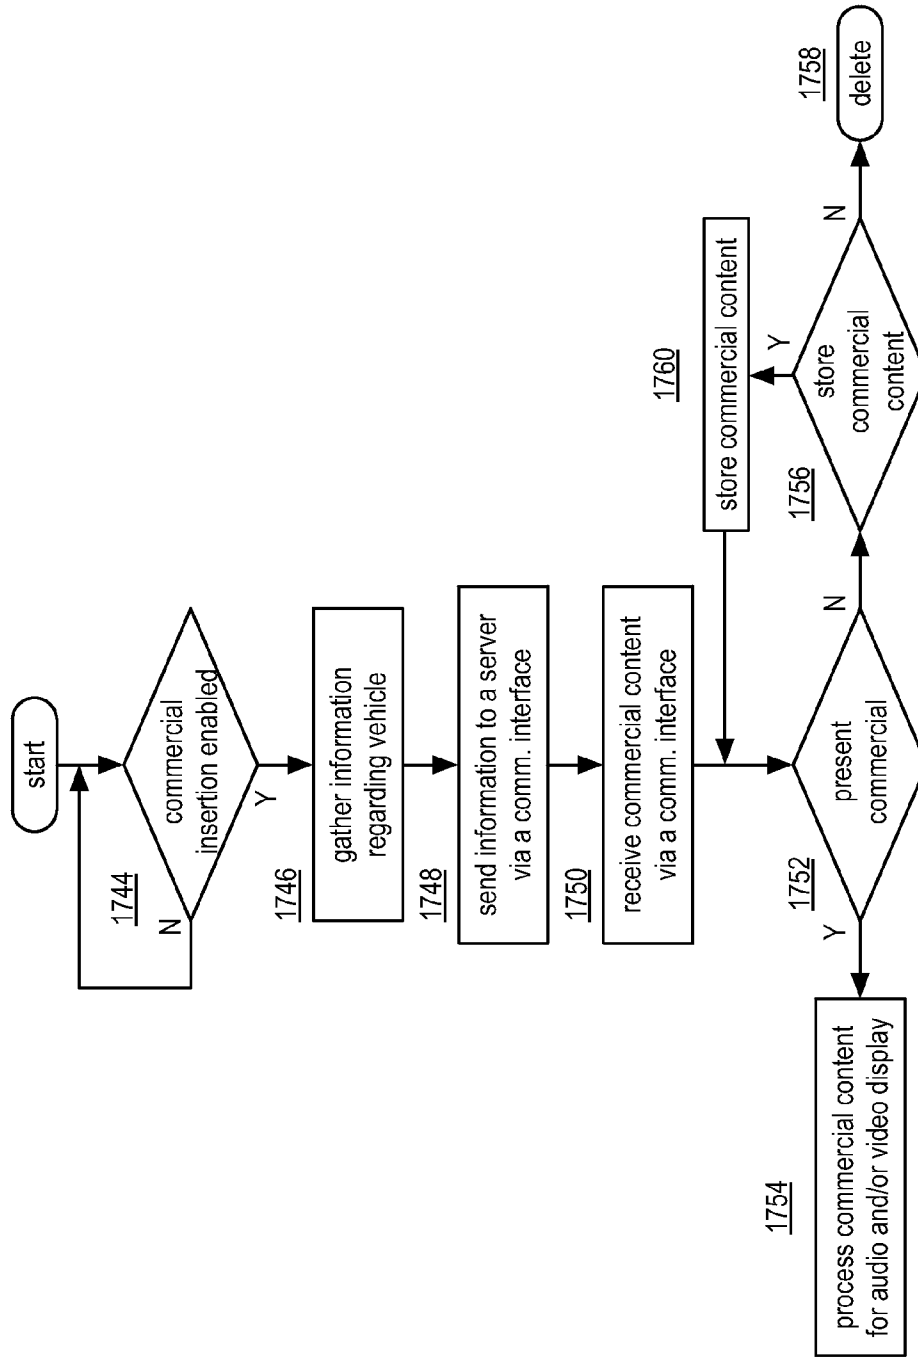 start
1744
commercial
insertion enabled
N
Y
1746
gather information
regarding vehicle
1748
send information to a server
via a comm. interface
1750
receive commercial content
via a comm. interface
1752
present
commercial
Y
N
1754
process commercial content
for audio and/or video display
1756
store
commercial
content
Y
N
1760
store commercial content
1758
delete